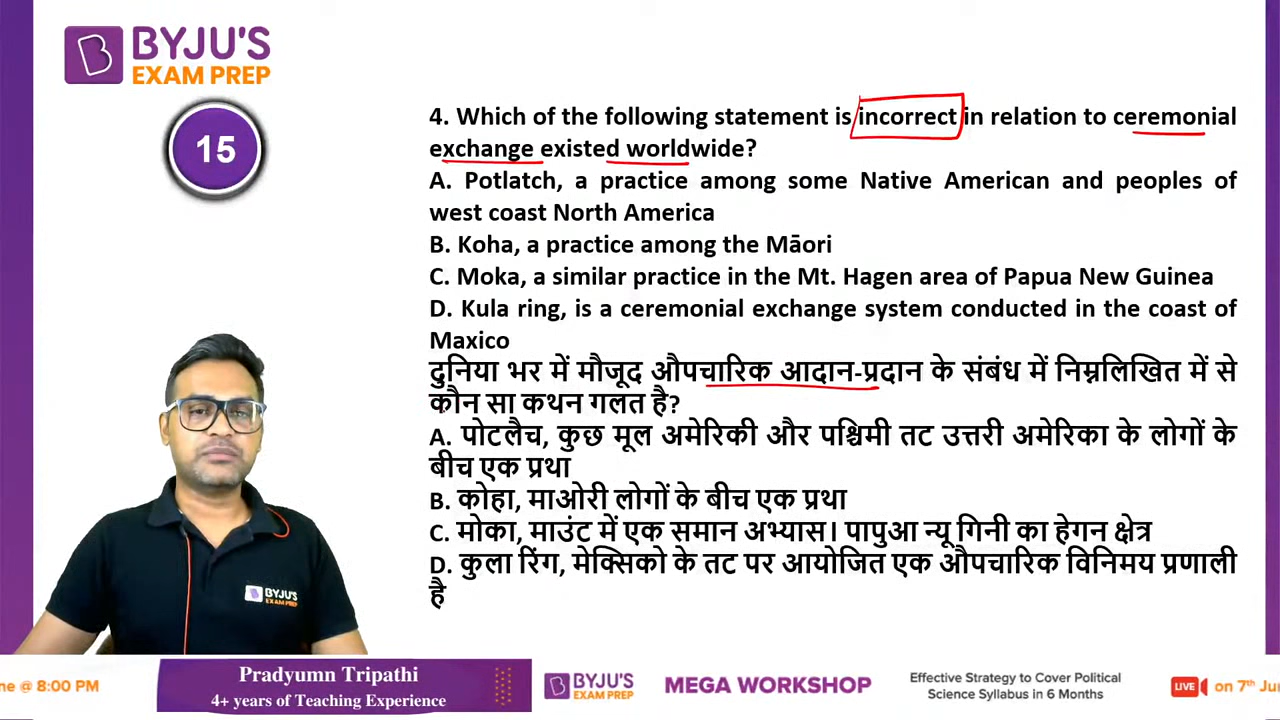 BYJU'S
EXAM PREP
15
4. Which of the following statement is incorrect in relation to ceremonial
exchange existed worldwide?
A. Potlatch, a practice among some Native American and peoples of
west coast North America
B. Koha, a practice among the Māori
C. Moka, a similar practice in the Mt. Hagen area of Papua New Guinea
D. Kula ring, is a ceremonial exchange system conducted in the coast of
Maxico
दुनिया भर में मौजूद औपचारिक आदान-प्रदान के संबंध में निम्नलिखित में से
कौन सा कथन गलत है?
A. पोटलैच, कुछ मूल अमेरिकी और पश्चिमी तट उत्तरी अमेरिका के लोगों के
बीच एक प्रथा
B. कोहा, माओरी लोगों के बीच एक प्रथा
C. मोका, माउंट में एक समान अभ्यास। पापुआ न्यू गिनी का हेगन क्षेत्र
D. कुला रिंग, मेक्सिको के तट पर आयोजित एक औपचारिक विनिमय प्रणाली
है
BYJU'S
EXAM PREP
ne @ 8:00 PM
Pradyumn Tripathi
4+ years of Teaching Experience
BYJU'S
EXAM PREP
MEGA WORKSHOP
Effective Strategy to Cover Political
Science Syllabus in 6 Months
LIVE
on 7th Jun